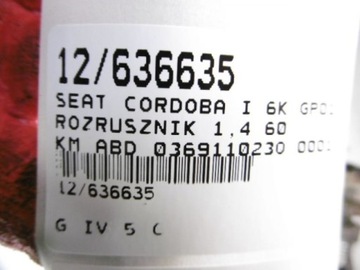 12/636635
SEAT CORDOBA I 6K GPO
ROZRUSZNIK 1,4 60
KM ABD 0369110230 000
12/636635
G IV 5 C